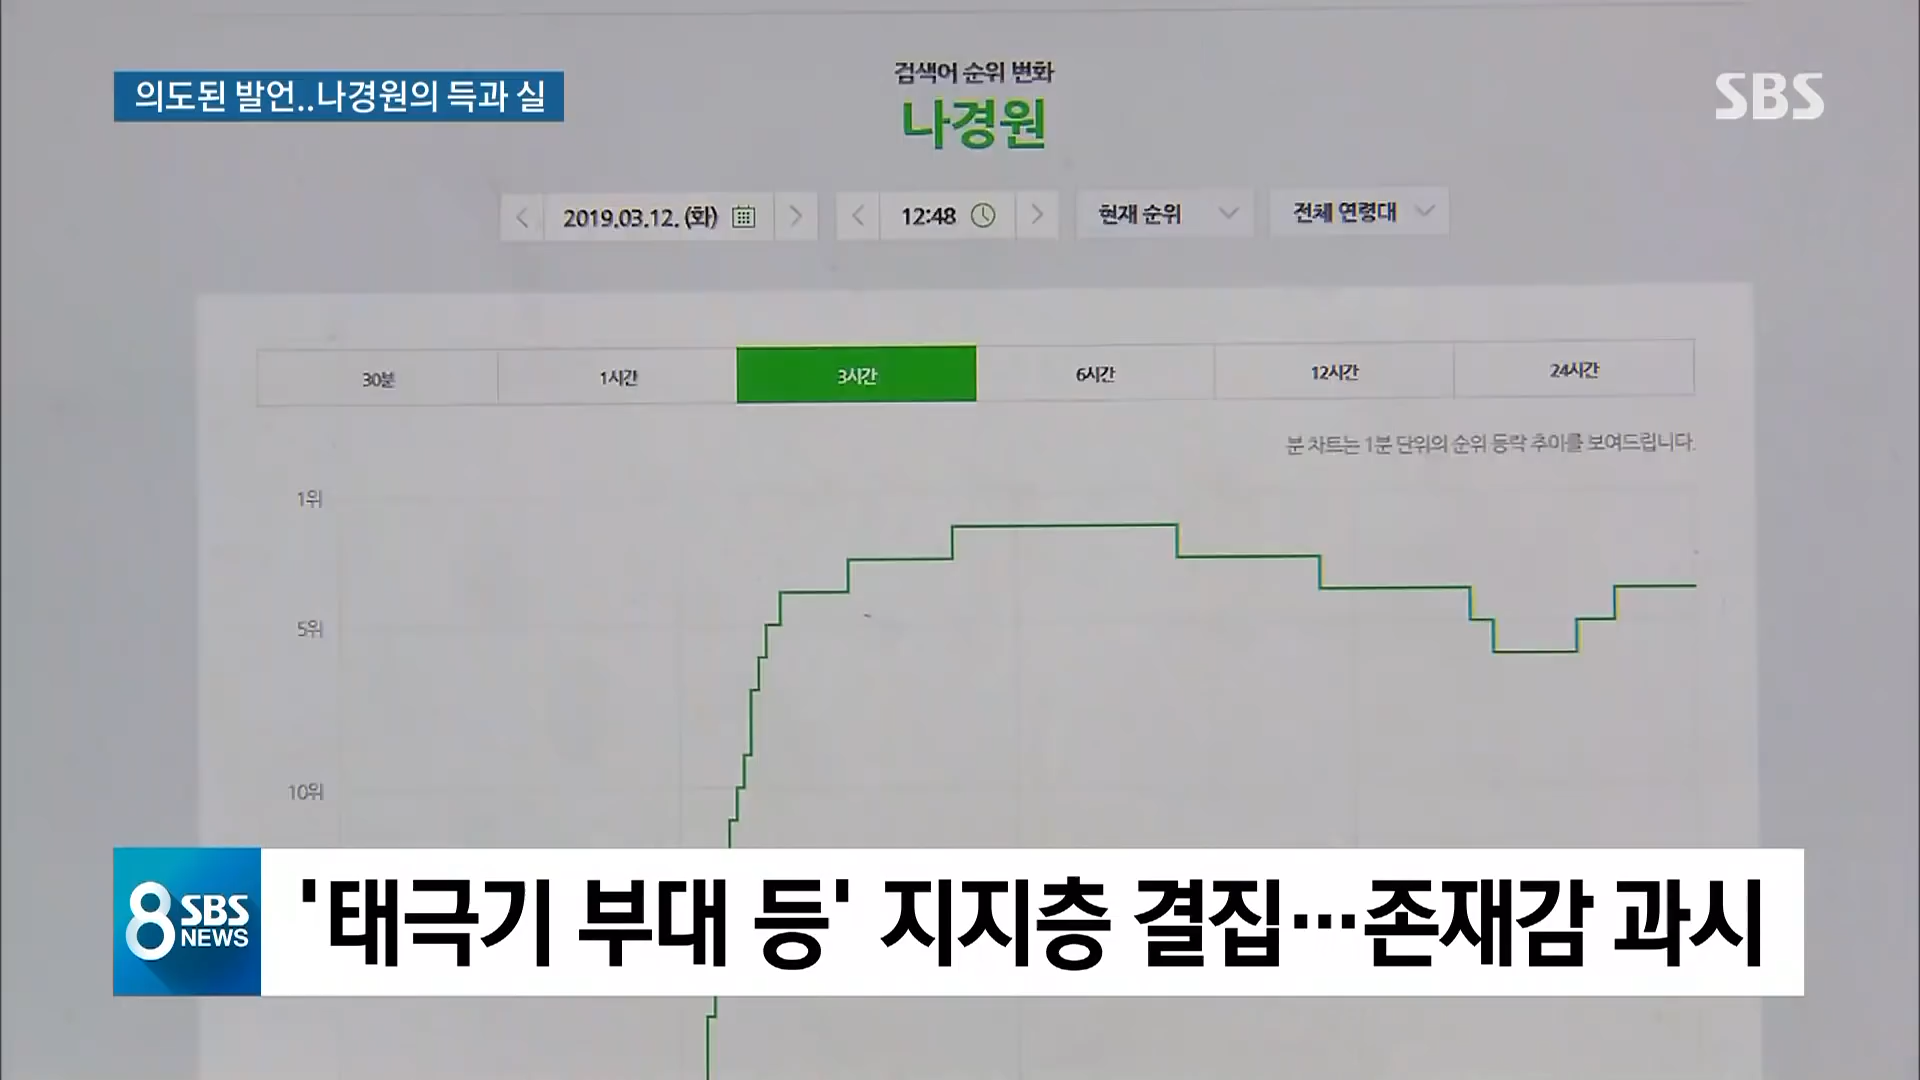 의도된 발언..나경원의 득과 실
SBS
검색어 순위 변화
나경원
2019.03.12. (화)
12:48
현재 순위
전체 연령대
30분
1시간
3시간
6시간
12시간
24시간
분 차트는 1분 단위의 순위 등락 추이를 보여드립니다.
1위
5위
10위
8 SBS NEWS
'태극기 부대 등' 지지층 결집…존재감 과시